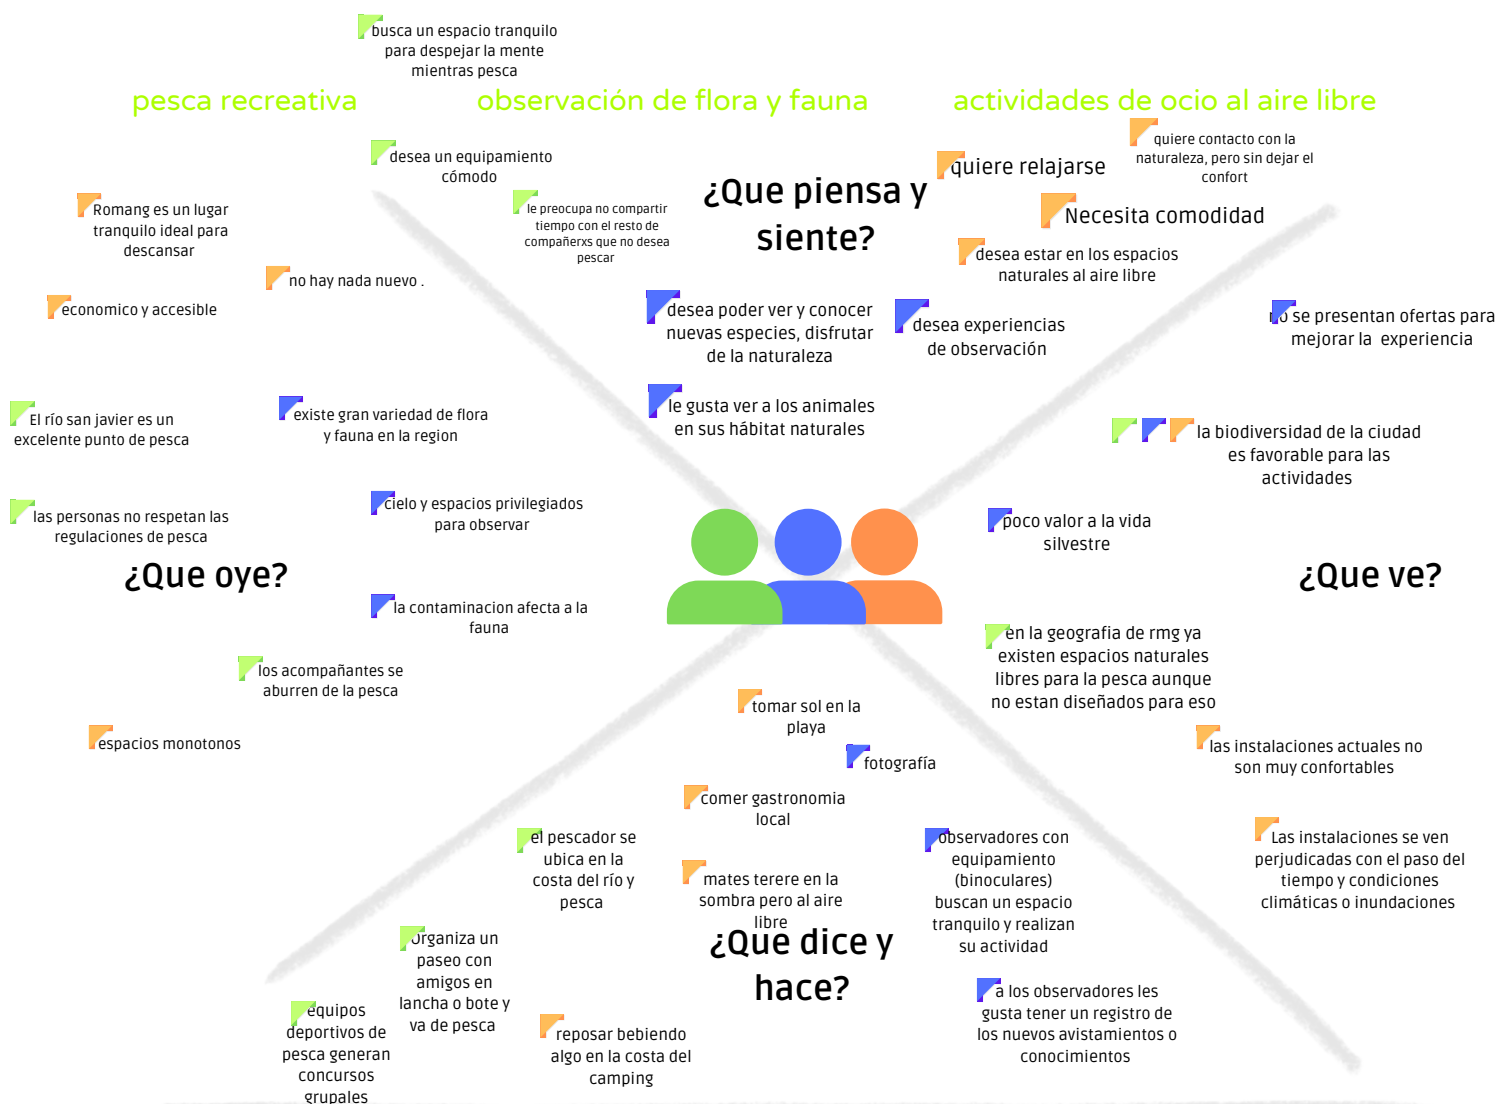 busca un espacio tranquilo
para despejar la mente
mientras pesca
pesca recreativa
observación de flora y fauna
actividades de ocio al aire libre
desea un equipamiento
cómodo
le preocupa no compartir
tiempo con el resto de
compañerxs que no desea
pescar
¿Que piensa y
siente?
quiere relajarse
quiere contacto con la
naturaleza, pero sin dejar el
confort
Necesita comodidad
desea estar en los espacios
naturales al aire libre
desea poder ver y conocer
nuevas especies, disfrutar
de la naturaleza
desea experiencias
de observación
le gusta ver a los animales
en sus hábitat naturales
Romang es un lugar
tranquilo ideal para
descansar
no hay nada nuevo .
economico y accesible
El río san javier es un
excelente punto de pesca
existe gran variedad de flora
y fauna en la region
las personas no respetan las
regulaciones de pesca
cielo y espacios privilegiados
para observar
¿Que oye?
la contaminacion afecta a la
fauna
los acompañantes se
aburren de la pesca
espacios monotonos
no se presentan ofertas para
mejorar la experiencia
la biodiversidad de la ciudad
es favorable para las
actividades
poco valor a la vida
silvestre
¿Que ve?
en la geografia de rmg ya
existen espacios naturales
libres para la pesca aunque
no estan diseñados para eso
las instalaciones actuales no
son muy confortables
Las instalaciones se ven
perjudicadas con el paso del
tiempo y condiciones
climáticas o inundaciones
tomar sol en la
playa
fotografía
comer gastronomia
local
el pescador se
ubica en la
costa del río y
pesca
mates terere en la
sombra pero al aire
libre
observadores con
equipamiento
(binoculares)
buscan un espacio
tranquilo y realizan
su actividad
¿Que dice y
hace?
Organiza un
paseo con
amigos en
lancha o bote y
va de pesca
equipos
deportivos de
pesca generan
concursos
grupales
reposar bebiendo
algo en la costa del
camping
a los observadores les
gusta tener un registro de
los nuevos avistamientos o
conocimientos